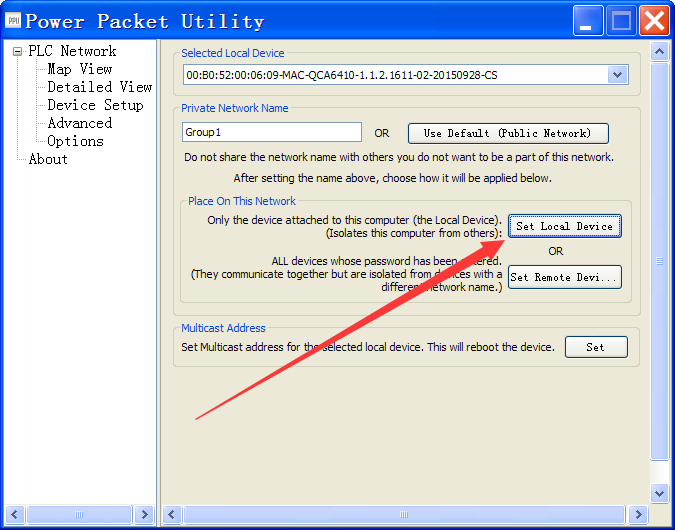 PPU Power Packet Utility
PLC Network
Map View
Detailed View
Device Setup
Advanced
Options
About
Selected Local Device
00:B0:52:00:06:09-MAC-QCA6410-1.1.2.1611-02-20150928-CS
Private Network Name
Group1
OR
Use Default (Public Network)
Do not share the network name with others you do not want to be a part of this network.
After setting the name above, choose how it will be applied below.
Place On This Network
Only the device attached to this computer (the Local Device).
(Isolates this computer from others):
Set Local Device
OR
ALL devices whose password has been entered.
(They communicate together but are isolated from devices with a
different network name.)
Set Remote Devi...
Multicast Address
Set Multicast address for the selected local device. This will reboot the device.
Set